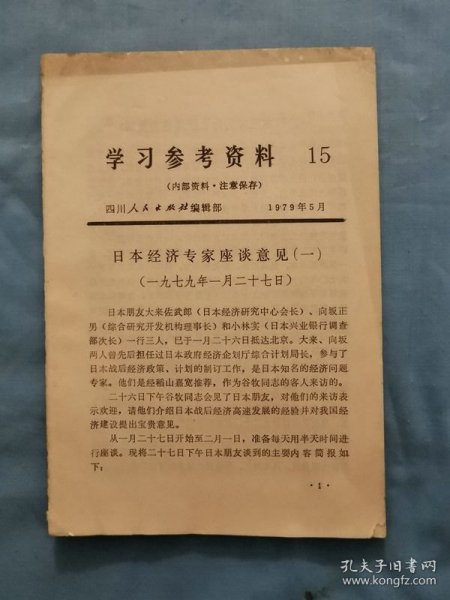 学习参考资料 15
（内部资料·注意保存）
四川人民出版社编辑部 1979年5月
日本经济专家座谈意见（一）
（一九七九年一月二十七日）
日本朋友大来佐武郎（日本经济研究中心会长）、向坂正
男（综合研究开发机构理事长）和小林实（日本兴业银行调查
部次长）一行三人，已于一月二十六日抵达北京。大来、向坂
两人曾先后担任过日本政府经济企划厅综合计划局长，参与了
日本战后经济政策、计划的制订工作，是日本知名的经济问题
专家。他们是经稻山嘉宽推荐，作为谷牧同志的客人来访的。
二十六日下午谷牧同志会见了日本朋友，对他们的来访表
示欢迎，请他们介绍日本战后经济高速发展的经验并对我国经
济建设提出宝贵意见。
从一月二十七日开始至二月一日，准备每天用半天时间进
行座谈。现将二十七日下午日本朋友谈到的主要内容简报如
下：
·1·
孔夫子旧书网
www.kongfz.com